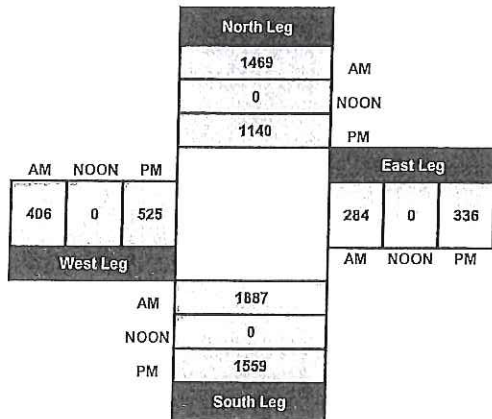 North Leg
1469 AM
0 NOON
1140 PM
AM NOON PM
East Leg
406 0 525
284 0 336
West Leg
AM NOON PM
AM 1887
NOON 0
PM 1559
South Leg